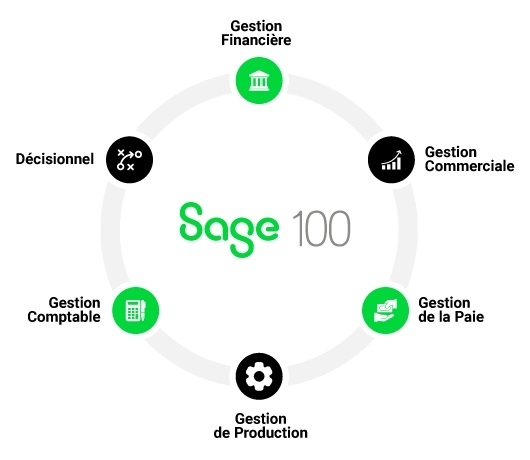 Gestion
Financière
Décisionnel
Gestion
Commerciale
Sage 100
Gestion
Comptable
Gestion
de la Paie
Gestion
de Production